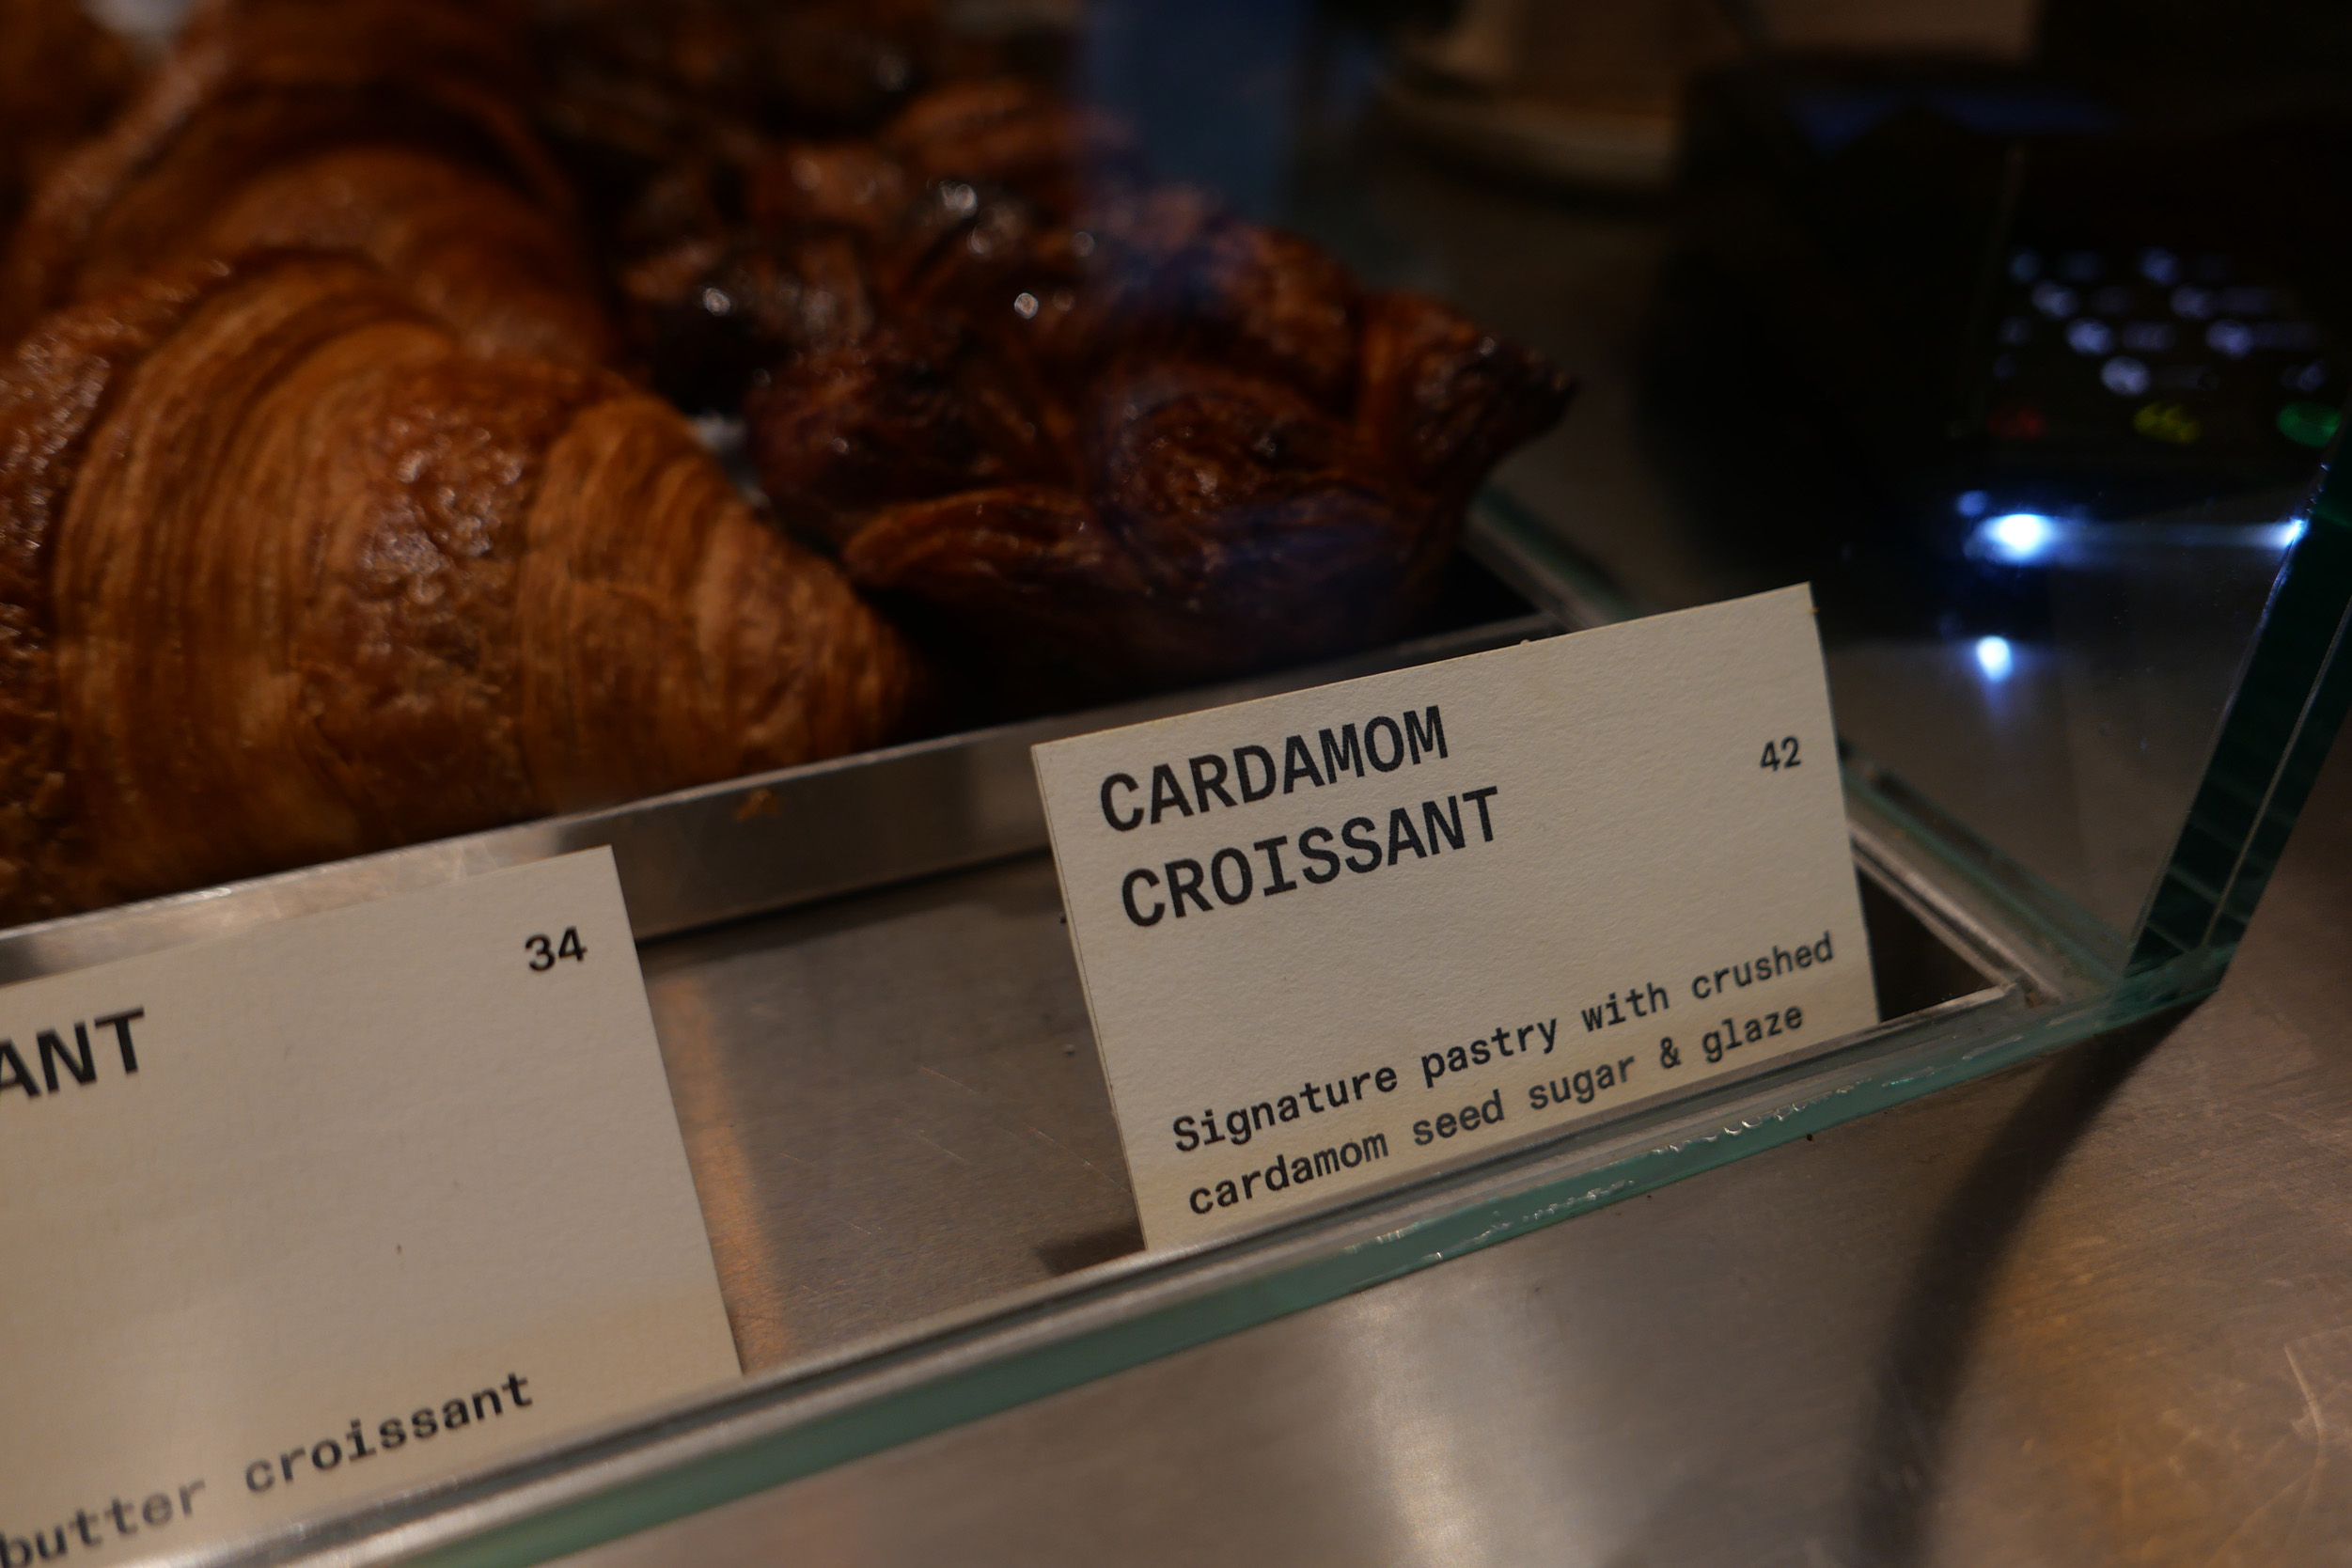 ANT
34
butter croissant
CARDAMOM
CROISSANT
42
Signature pastry with crushed
cardamom seed sugar & glaze